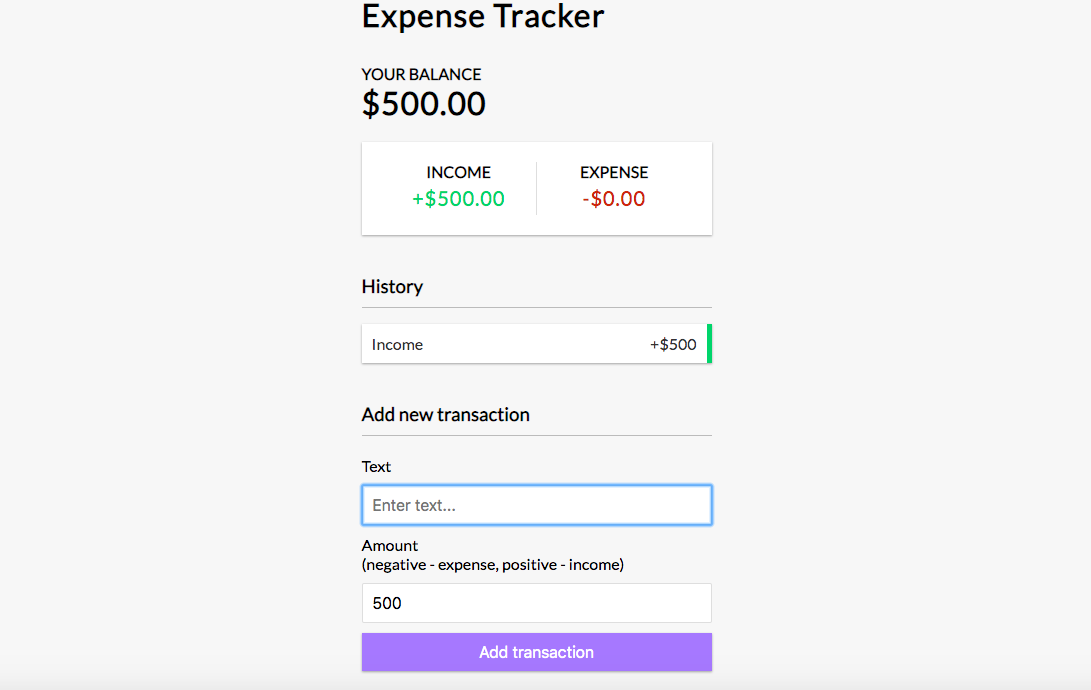 Expense Tracker
YOUR BALANCE
$500.00
INCOME EXPENSE
+$500.00 -$0.00
History
Income +$500
Add new transaction
Text
Enter text...
Amount
(negative - expense, positive - income)
500
Add transaction